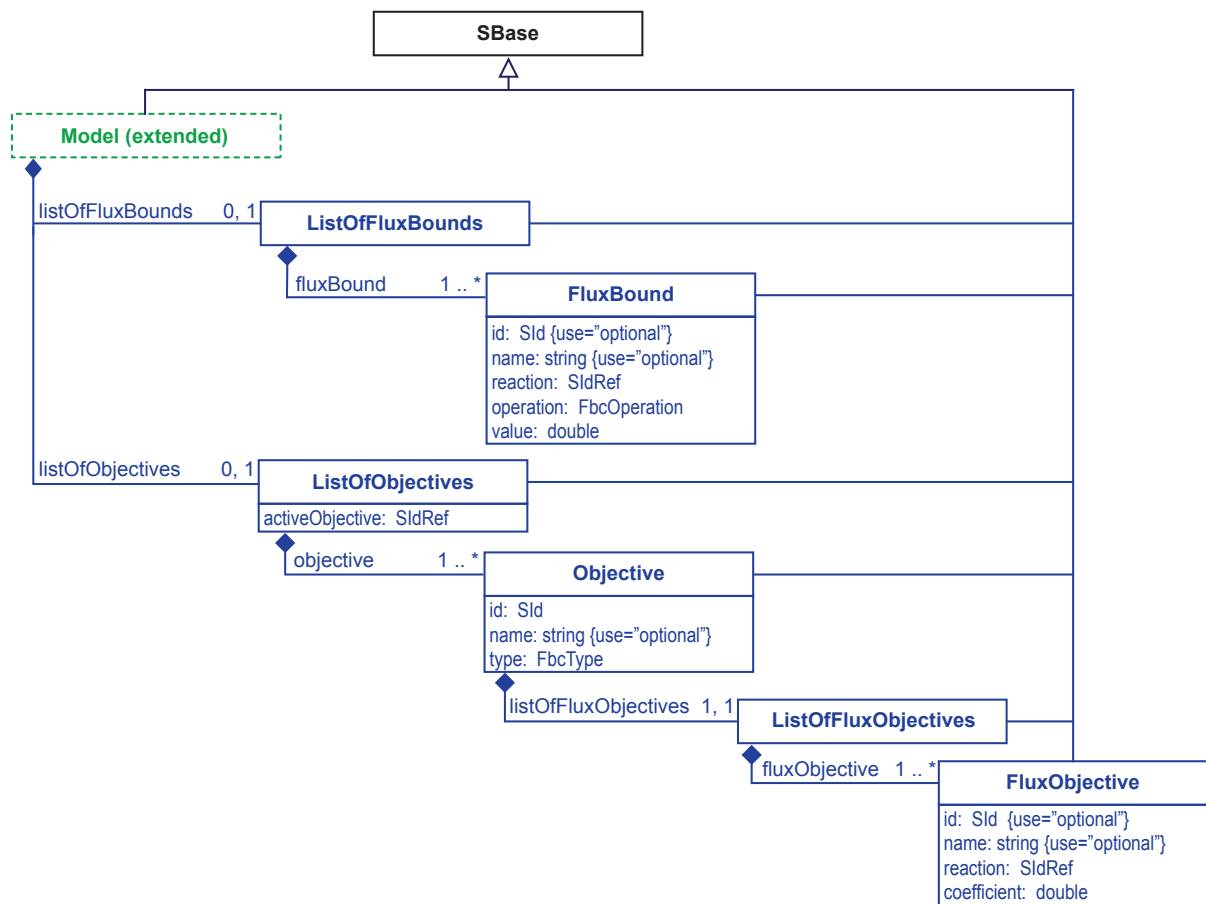 SBase
Model (extended)
listOfFluxBounds 0, 1
ListOfFluxBounds
fluxBound 1 .. *
FluxBound
id: SId {use=”optional”}
name: string {use=”optional”}
reaction: SIdRef
operation: FbcOperation
value: double
listOfObjectives 0, 1
ListOfObjectives
activeObjective: SIdRef
objective 1 .. *
Objective
id: SId
name: string {use=”optional”}
type: FbcType
listOfFluxObjectives 1, 1
ListOfFluxObjectives
fluxObjective 1 .. *
FluxObjective
id: SId {use=”optional”}
name: string {use=”optional”}
reaction: SIdRef
coefficient: double